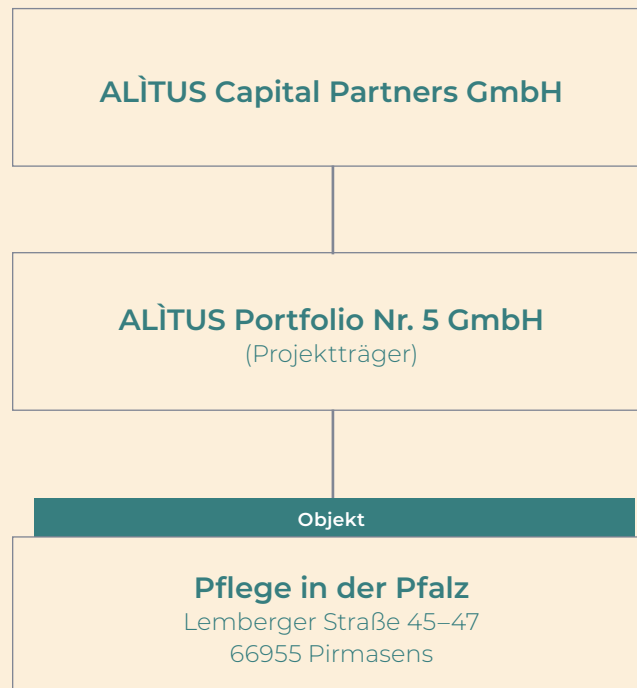 ALÌTUS Capital Partners GmbH
ALÌTUS Portfolio Nr. 5 GmbH
(Projektträger)
Objekt
Pflege in der Pfalz
Lemberger Straße 45–47
66955 Pirmasens